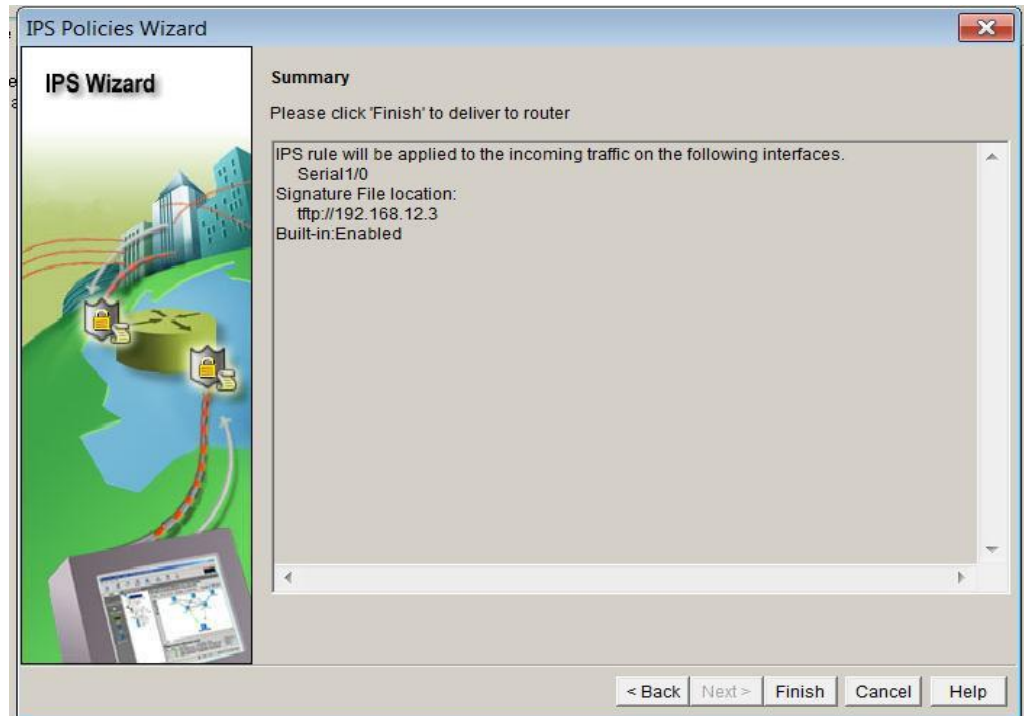 IPS Policies Wizard
IPS Wizard
Summary
Please click 'Finish' to deliver to router
IPS rule will be applied to the incoming traffic on the following interfaces.
Serial1/0
Signature File location:
tftp://192.168.12.3
Built-in:Enabled
< Back Next > Finish Cancel Help